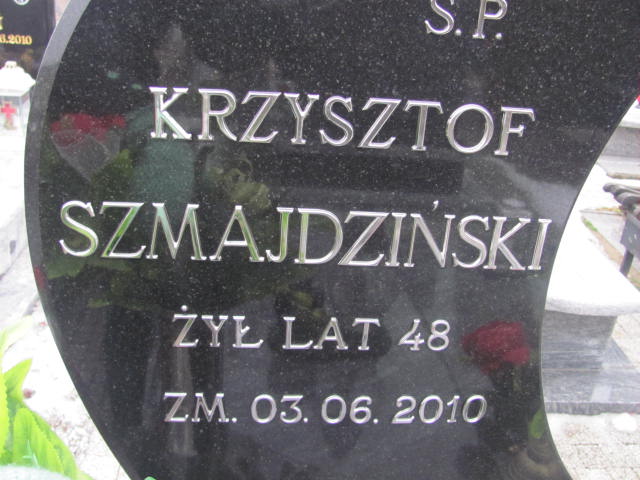 Ś.P.
KRZYSZTOF
SZMAJDZIŃSKI
ŻYŁ LAT 48
ZM. 03. 06. 2010